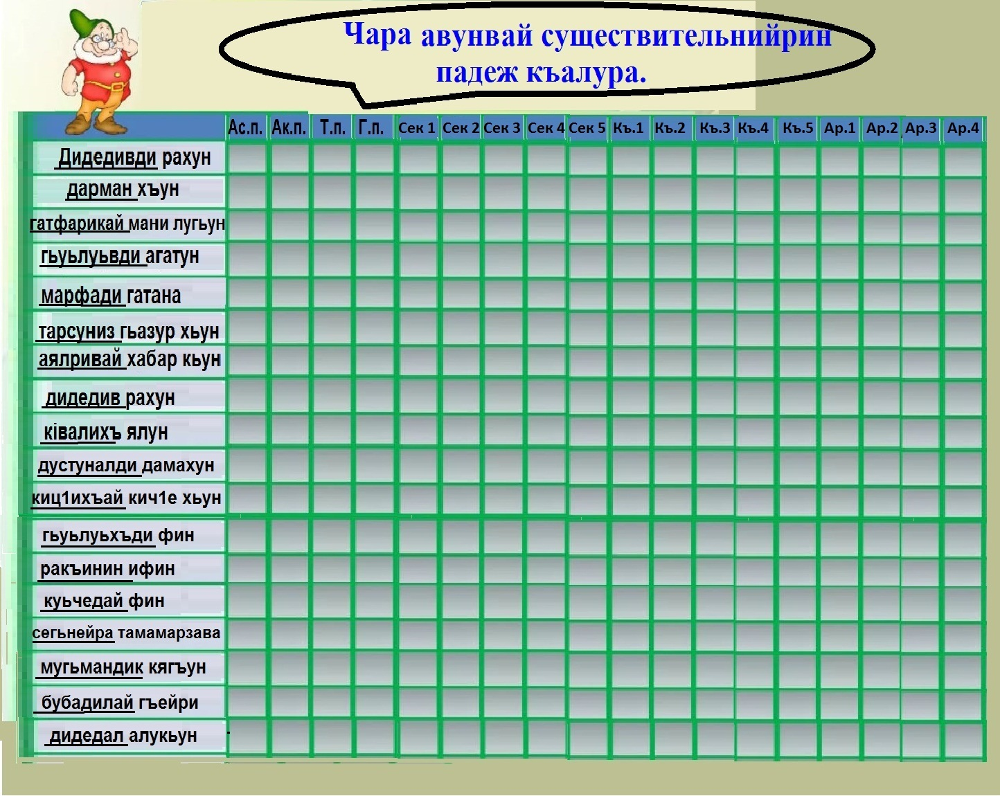 Чара авунвай существительнийрин
падеж къалура.
Ас.п. Ак.п. Т.п. Г.п. Сек 1 Сек 2 Сек 3 Сек 4 Сек 5 Къ.1 Къ.2 Къ.3 Къ.4 Къ.5 Ар.1 Ар.2 Ар.3 Ар.4
Дидедивди рахун
дарман хъун
гатфарикай мани лугьун
гьуьлуьвди агатун
марфади гатана
тарсуниз гьазур хьун
аялривай хабар кьун
дидедив рахун
кӏвалихъ ялун
дустуналди дамахун
киц1ихъай кич1е хьун
гьуьлуьхъди фин
ракъинин ифин
куьчедай фин
сегьнейра тамамарзава
мугьмандик кягъун
бубадилай гъейри
дидедал алукьун